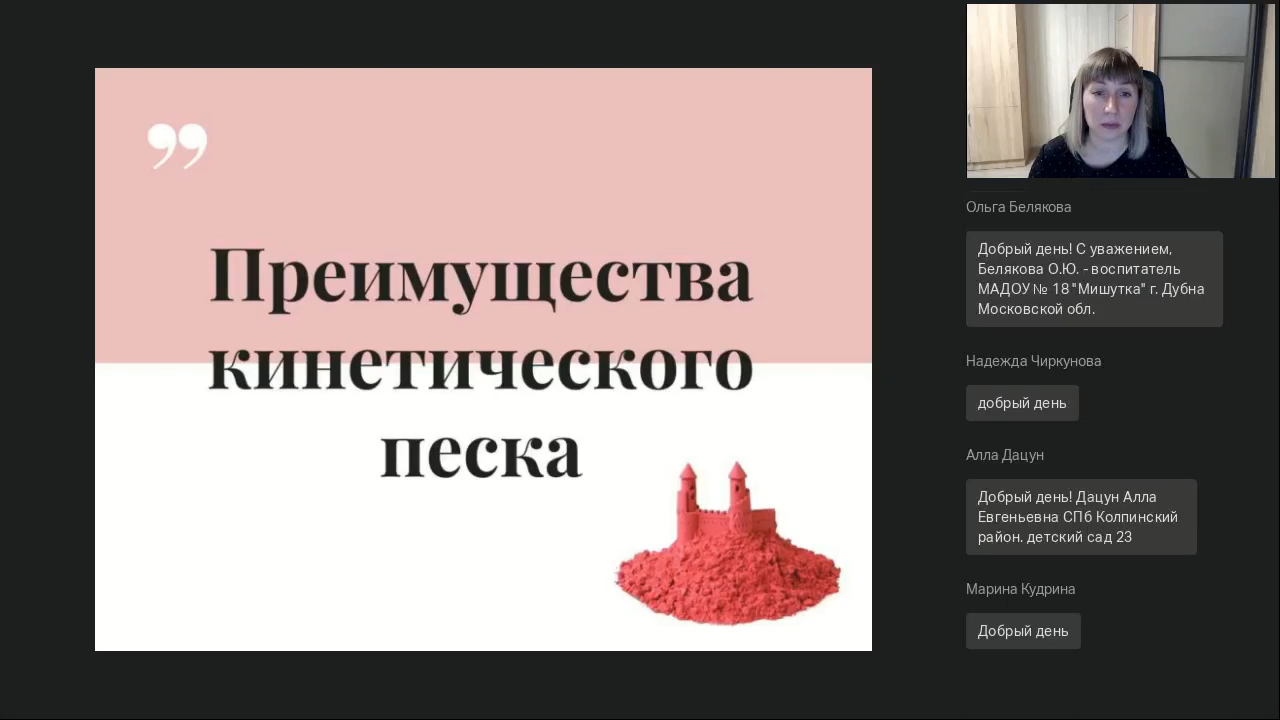 ”
Преимущества
кинетического
песка
Ольга Белякова
Добрый день! С уважением,
Белякова О.Ю. - воспитатель
МАДОУ № 18 "Мишутка" г. Дубна
Московской обл.
Надежда Чиркунова
добрый день
Алла Дацун
Добрый день! Дацун Алла
Евгеньевна СПб Колпинский
район. детский сад 23
Марина Кудрина
Добрый день